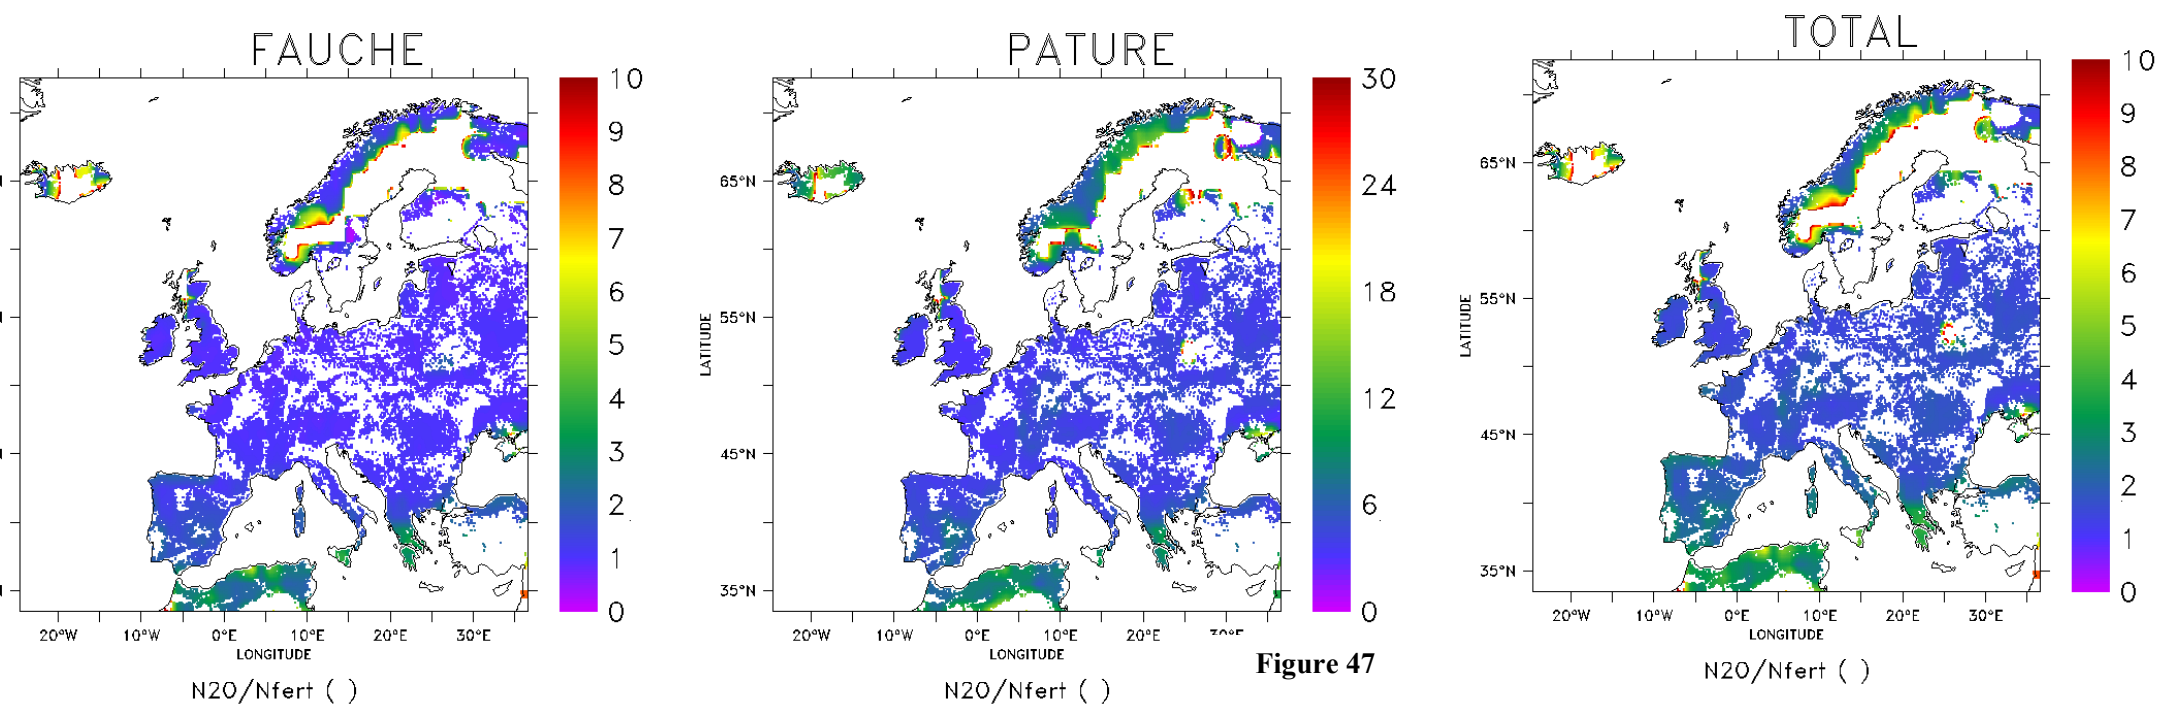 FAUCHE
10
9
8
7
6
5
4
3
2
1
0
65°N
55°N
45°N
35°N
20°W 10°W 0°E 10°E 20°E 30°E
LONGITUDE
N2O/Nfert ( )
PATURE
30
24
18
12
6
0
LATITUDE
20°W 10°W 0°E 10°E 20°E 30°E
LONGITUDE
N2O/Nfert ( )
Figure 47
TOTAL
10
9
8
7
6
5
4
3
2
1
0
65°N
55°N
45°N
35°N
LATITUDE
20°W 10°W 0°E 10°E 20°E 30°E
LONGITUDE
N2O/Nfert ( )